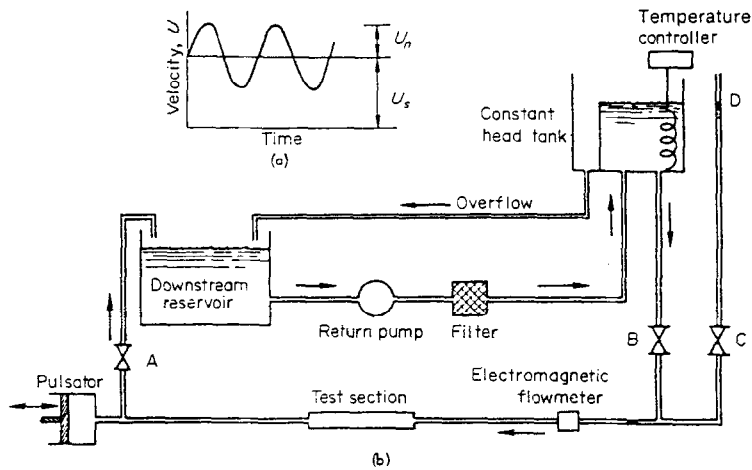 Velocity, U
Uₙ
Uₛ
Time
(a)
Temperature
controller
Constant
head tank
D
Overflow
Downstream
reservoir
Return pump
Filter
A
B
C
Pulsator
Test section
Electromagnetic
flowmeter
(b)